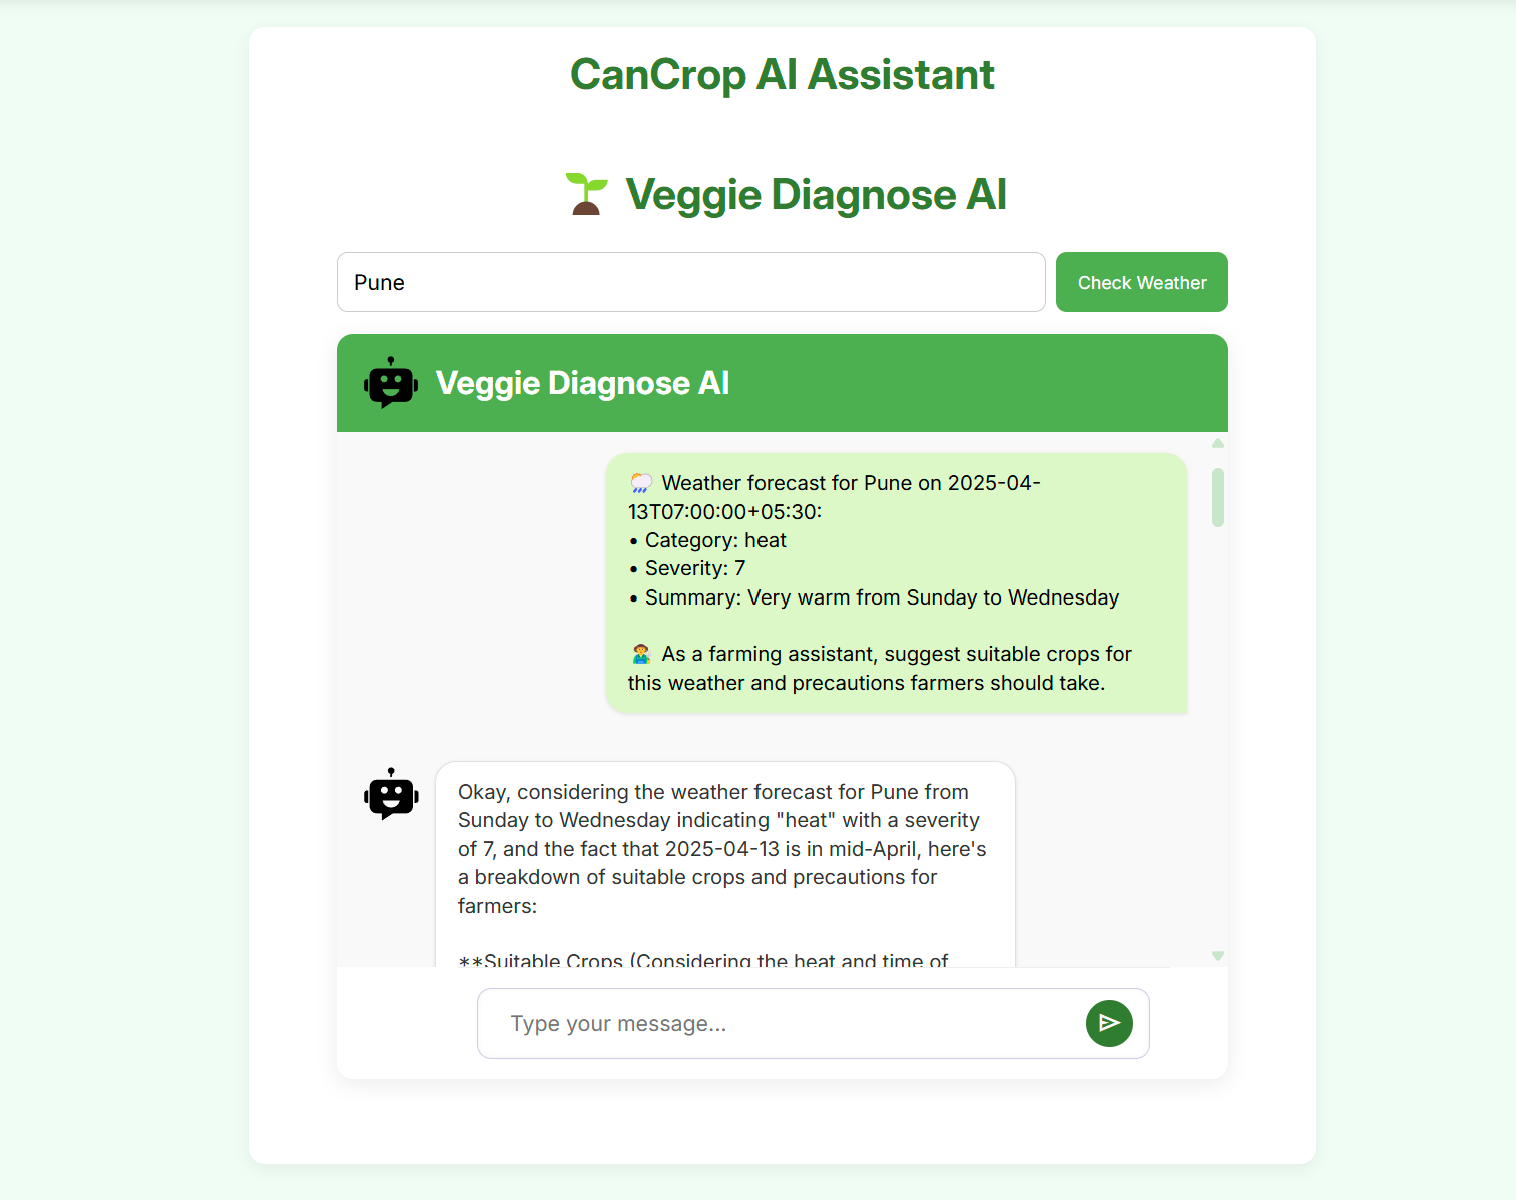 CanCrop AI Assistant
🌱 Veggie Diagnose AI
Pune
Check Weather
Veggie Diagnose AI
🌦️ Weather forecast for Pune on 2025-04-
13T07:00:00+05:30:
• Category: heat
• Severity: 7
• Summary: Very warm from Sunday to Wednesday
👨‍🌾 As a farming assistant, suggest suitable crops for
this weather and precautions farmers should take.
Okay, considering the weather forecast for Pune from
Sunday to Wednesday indicating "heat" with a severity
of 7, and the fact that 2025-04-13 is in mid-April, here's
a breakdown of suitable crops and precautions for
farmers:
**Suitable Crops (Considering the heat and time of
Type your message...